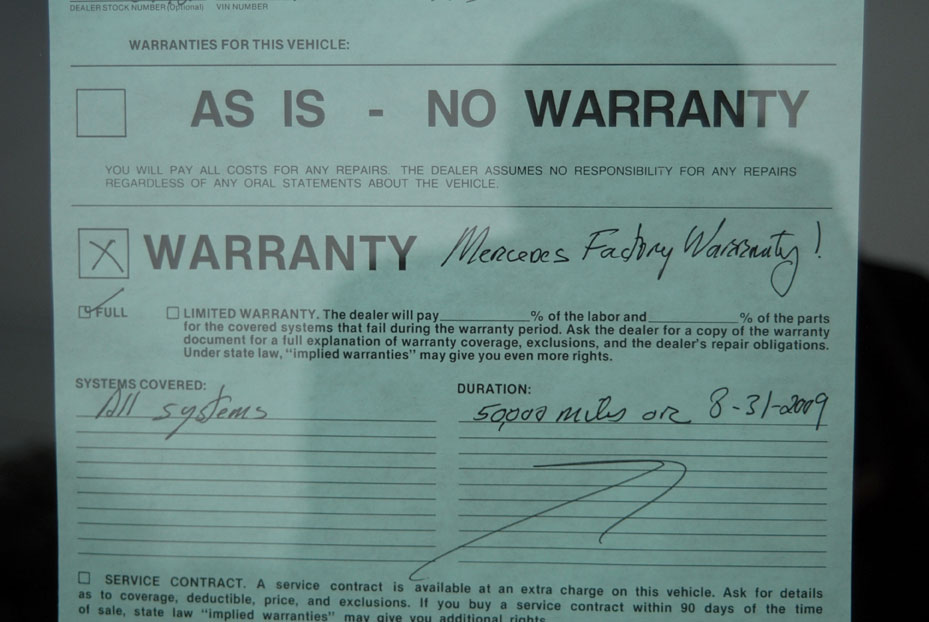 DEALER STOCK NUMBER (Optional) VIN NUMBER
WARRANTIES FOR THIS VEHICLE:
AS IS - NO WARRANTY
YOU WILL PAY ALL COSTS FOR ANY REPAIRS. THE DEALER ASSUMES NO RESPONSIBILITY FOR ANY REPAIRS
REGARDLESS OF ANY ORAL STATEMENTS ABOUT THE VEHICLE.
X WARRANTY Mercedes Factory Warranty!
FULL LIMITED WARRANTY. The dealer will pay_________% of the labor and_________% of the parts
for the covered systems that fail during the warranty period. Ask the dealer for a copy of the warranty
document for a full explanation of warranty coverage, exclusions, and the dealer's repair obligations.
Under state law, "implied warranties" may give you even more rights.
SYSTEMS COVERED: DURATION:
All systems 50,000 miles or 8-31-2009
SERVICE CONTRACT. A service contract is available at an extra charge on this vehicle. Ask for details
as to coverage, deductible, price, and exclusions. If you buy a service contract within 90 days of the time
of sale, state law "implied warranties" may give you additional rights.